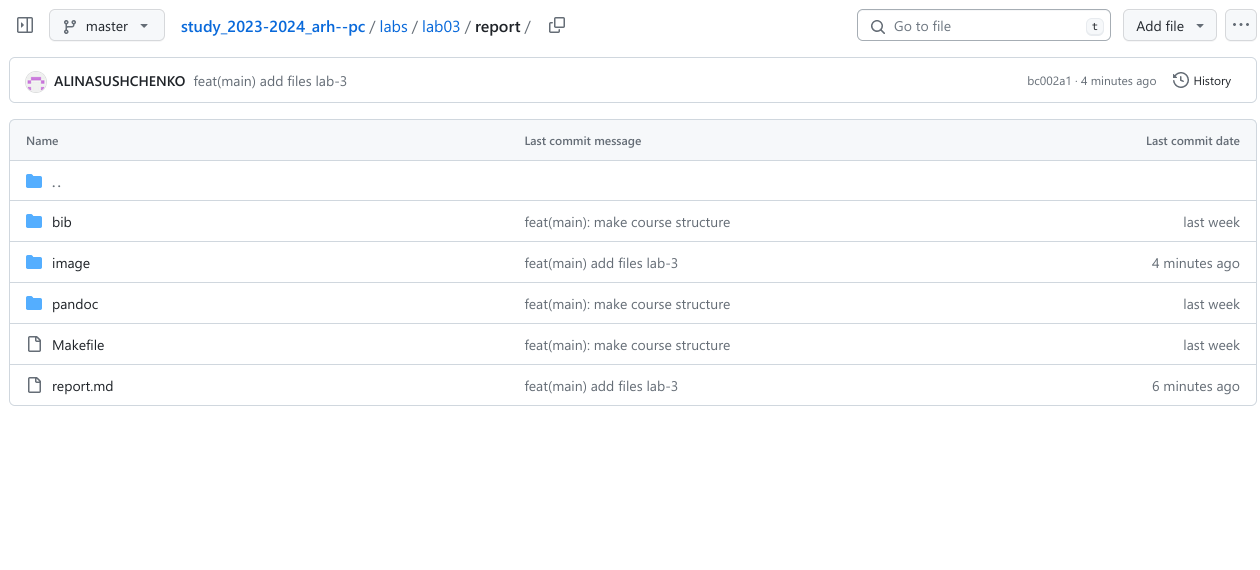 master study_2023-2024_arh--pc / labs / lab03 / report / Go to file t Add file ...
ALINASUSHCHENKO feat(main) add files lab-3 bc002a1 · 4 minutes ago History
Name Last commit message Last commit date
..
bib feat(main): make course structure last week
image feat(main) add files lab-3 4 minutes ago
pandoc feat(main): make course structure last week
Makefile feat(main): make course structure last week
report.md feat(main) add files lab-3 6 minutes ago